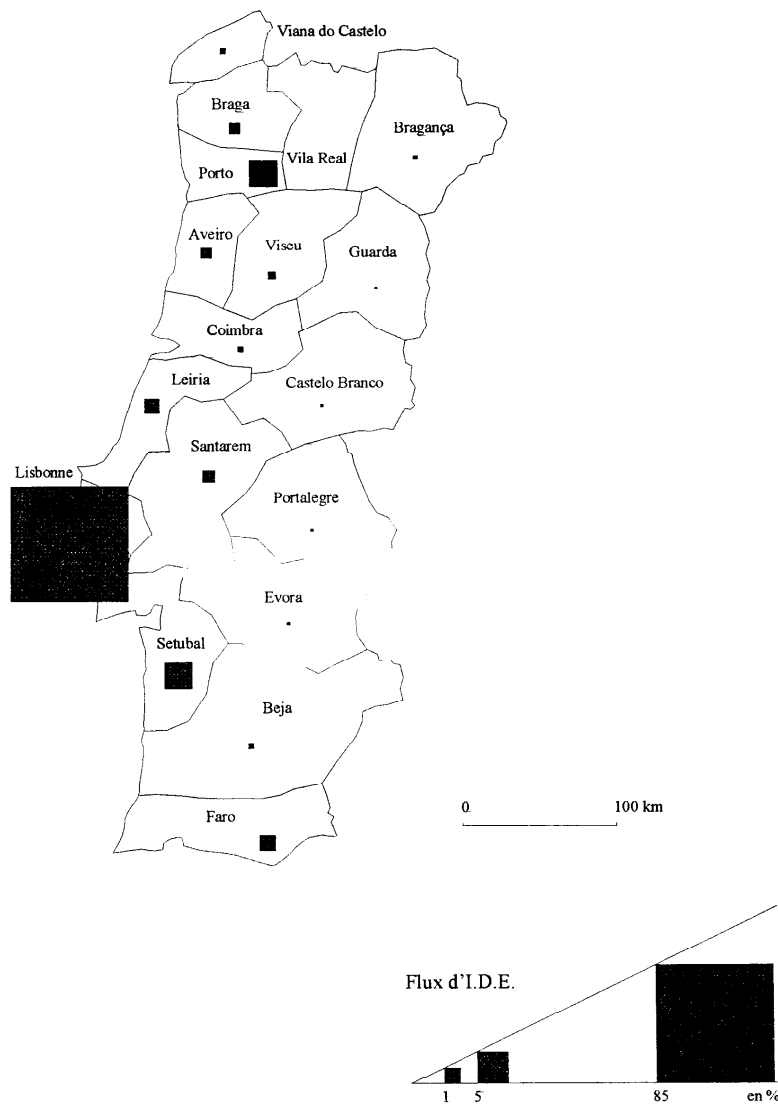 Viana do Castelo
Braga
Bragança
Vila Real
Porto
Aveiro
Viseu
Guarda
Coimbra
Leiria
Castelo Branco
Santarem
Lisbonne
Portalegre
Evora
Setubal
Beja
0 100 km
Faro
Flux d'I.D.E.
1 5 85 en %